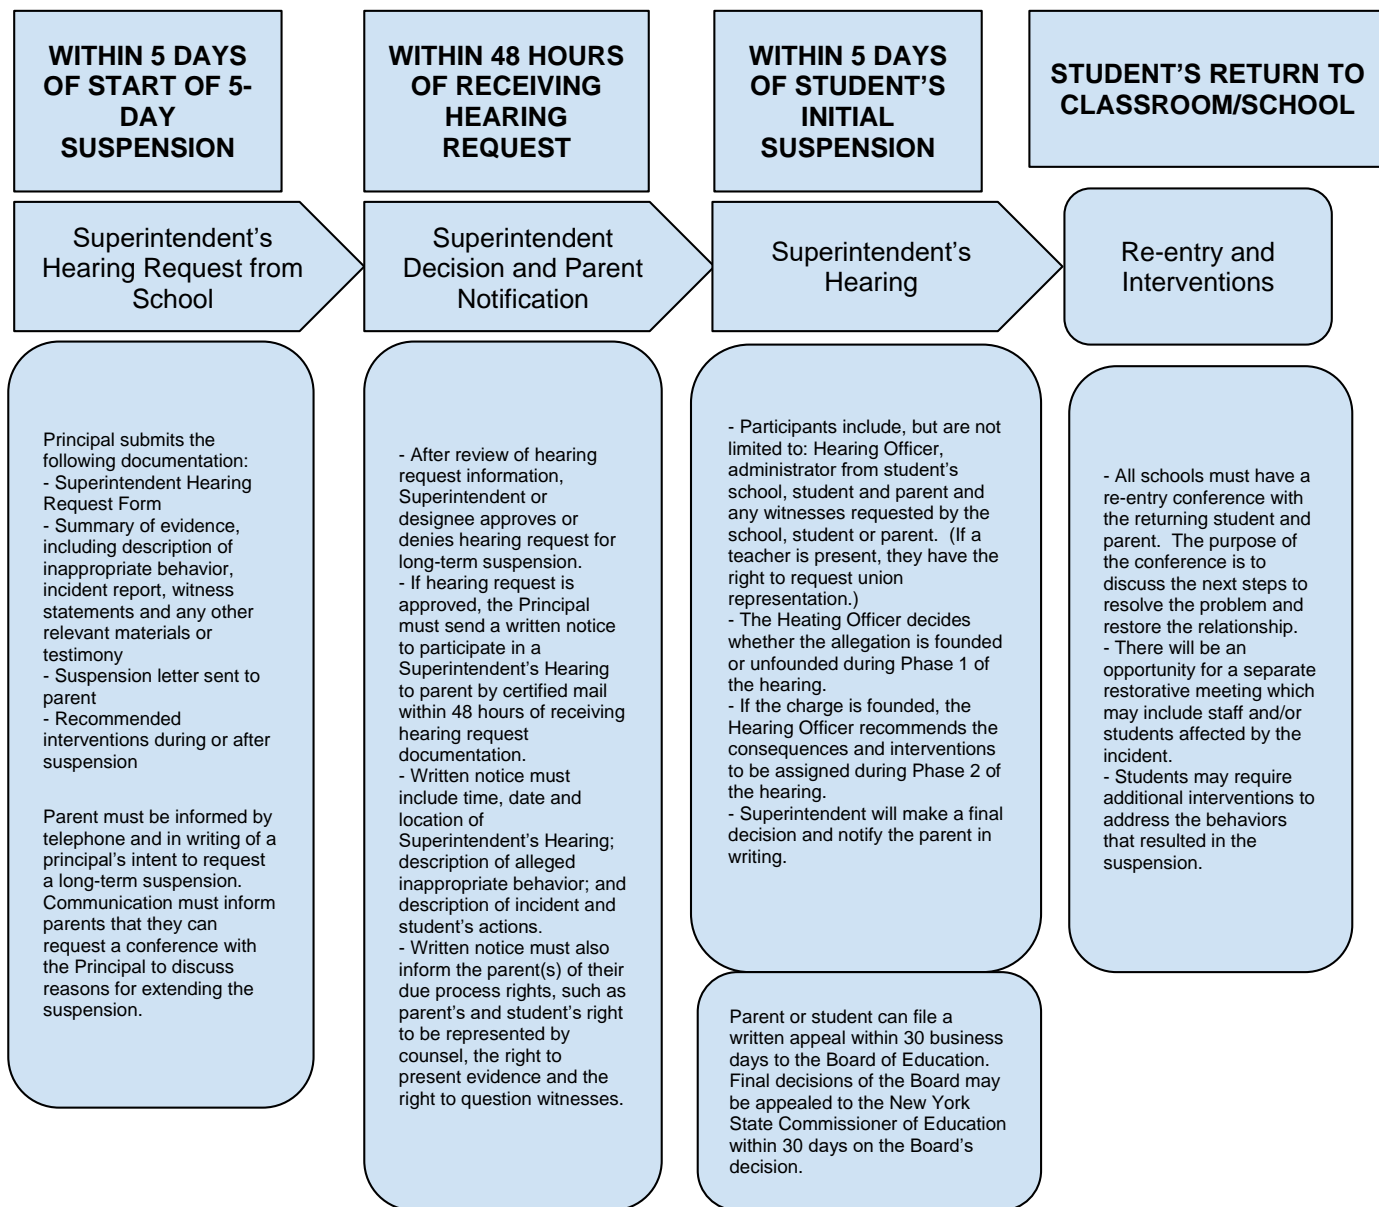 WITHIN 5 DAYS
OF START OF 5-
DAY
SUSPENSION
WITHIN 48 HOURS
OF RECEIVING
HEARING
REQUEST
WITHIN 5 DAYS
OF STUDENT’S
INITIAL
SUSPENSION
STUDENT’S RETURN TO
CLASSROOM/SCHOOL
Superintendent’s
Hearing Request from
School
Superintendent
Decision and Parent
Notification
Superintendent’s
Hearing
Re-entry and
Interventions
Principal submits the
following documentation:
- Superintendent Hearing
Request Form
- Summary of evidence,
including description of
inappropriate behavior,
incident report, witness
statements and any other
relevant materials or
testimony
- Suspension letter sent to
parent
- Recommended
interventions during or after
suspension
Parent must be informed by
telephone and in writing of a
principal’s intent to request
a long-term suspension.
Communication must inform
parents that they can
request a conference with
the Principal to discuss
reasons for extending the
suspension.
- After review of hearing
request information,
Superintendent or
designee approves or
denies hearing request for
long-term suspension.
- If hearing request is
approved, the Principal
must send a written notice
to participate in a
Superintendent’s Hearing
to parent by certified mail
within 48 hours of receiving
hearing request
documentation.
- Written notice must
include time, date and
location of
Superintendent’s Hearing;
description of alleged
inappropriate behavior; and
description of incident and
student’s actions.
- Written notice must also
inform the parent(s) of their
due process rights, such as
parent’s and student’s right
to be represented by
counsel, the right to
present evidence and the
right to question witnesses.
- Participants include, but are not
limited to: Hearing Officer,
administrator from student’s
school, student and parent and
any witnesses requested by the
school, student or parent.  (If a
teacher is present, they have the
right to request union
representation.)
- The Heating Officer decides
whether the allegation is founded
or unfounded during Phase 1 of
the hearing.
- If the charge is founded, the
Hearing Officer recommends the
consequences and interventions
to be assigned during Phase 2 of
the hearing.
- Superintendent will make a final
decision and notify the parent in
writing.
Parent or student can file a
written appeal within 30 business
days to the Board of Education.
Final decisions of the Board may
be appealed to the New York
State Commissioner of Education
within 30 days on the Board’s
decision.
- All schools must have a
re-entry conference with
the returning student and
parent.  The purpose of
the conference is to
discuss the next steps to
resolve the problem and
restore the relationship.
- There will be an
opportunity for a separate
restorative meeting which
may include staff and/or
students affected by the
incident.
- Students may require
additional interventions to
address the behaviors
that resulted in the
suspension.